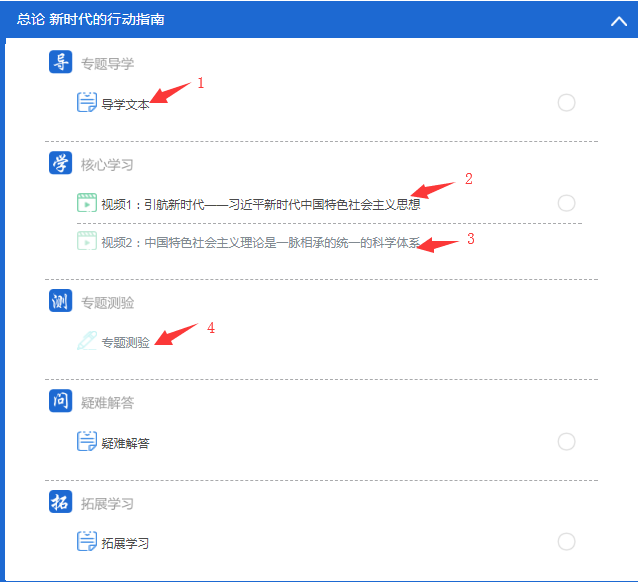 总论 新时代的行动指南
导 专题导学
1
导学文本
学 核心学习
2
视频1：引航新时代——习近平新时代中国特色社会主义思想
3
视频2：中国特色社会主义理论是一脉相承的统一的科学体系
测 专题测验
4
专题测验
问 疑难解答
疑难解答
拓 拓展学习
拓展学习